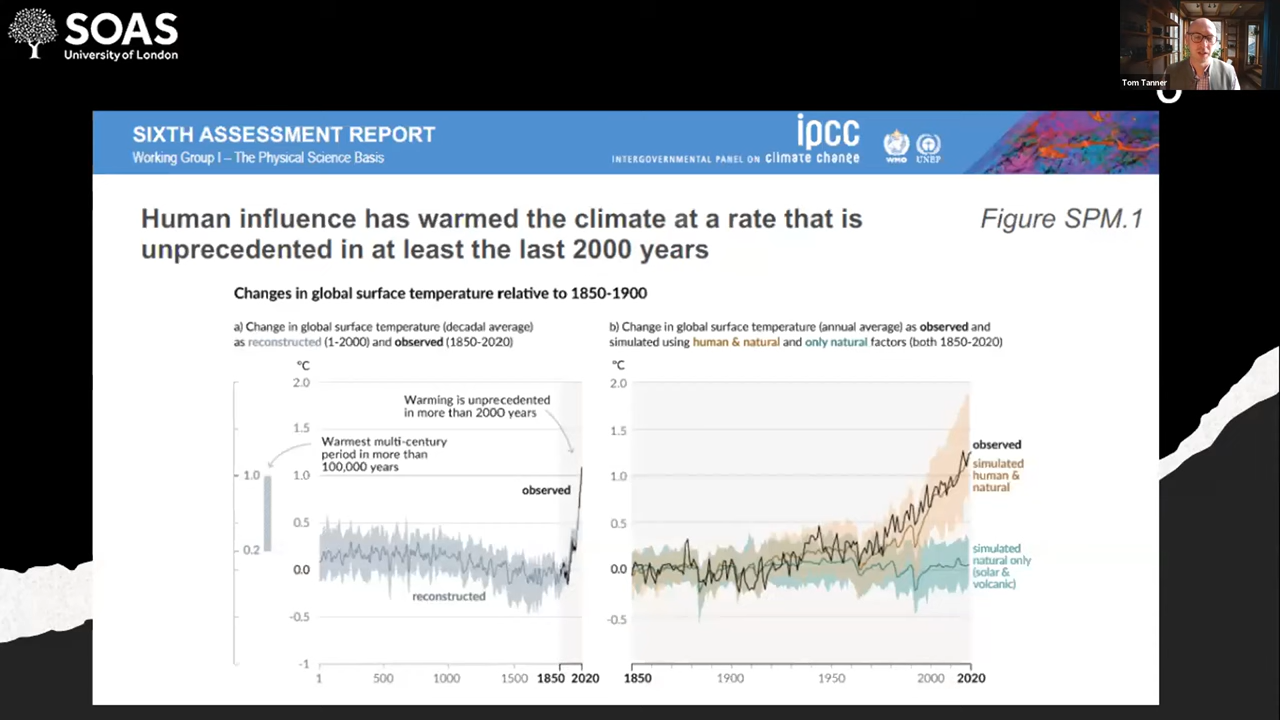 SOAS
University of London
Tom Tanner
SIXTH ASSESSMENT REPORT
Working Group I – The Physical Science Basis
ipcc
INTERGOVERNMENTAL PANEL ON climate change
WMO
UNEP
Human influence has warmed the climate at a rate that is
unprecedented in at least the last 2000 years
Figure SPM.1
Changes in global surface temperature relative to 1850-1900
a) Change in global surface temperature (decadal average)
as reconstructed (1-2000) and observed (1850-2020)
°C
2.0
1.5
1.0
0.5
0.0
-0.5
-1
1.0
0.2
Warming is unprecedented
in more than 2000 years
Warmest multi-century
period in more than
100,000 years
observed
reconstructed
1 500 1000 1500 1850 2020
b) Change in global surface temperature (annual average) as observed and
simulated using human & natural and only natural factors (both 1850-2020)
°C
2.0
1.5
1.0
0.5
0.0
-0.5
observed
simulated
human &
natural
simulated
natural only
(solar &
volcanic)
1850 1900 1950 2000 2020